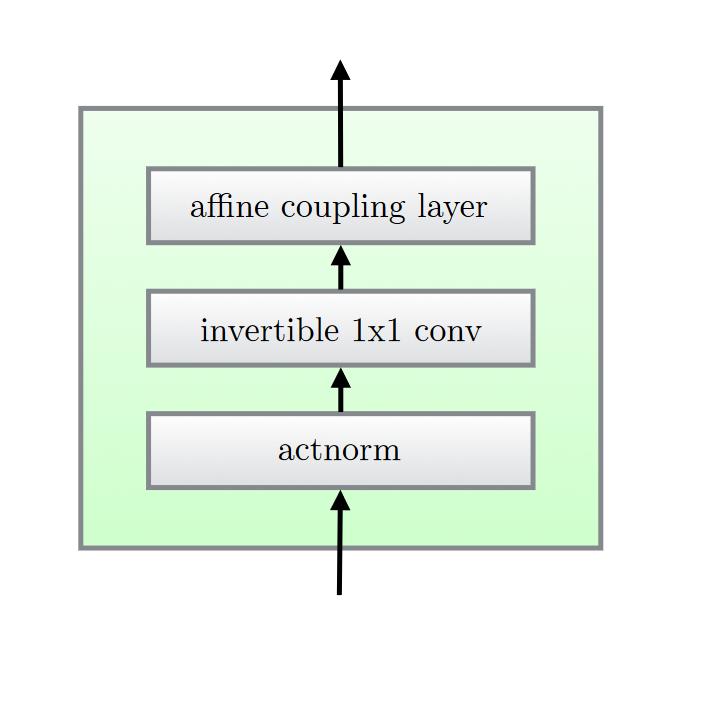 affine coupling layer
invertible 1x1 conv
actnorm